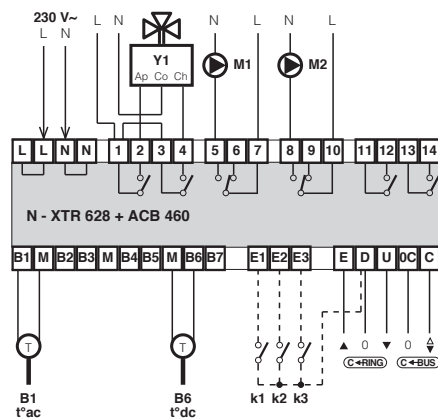 230 V~ L N N L N L
L N Y1 M1 M2
Ap Co Ch
L L N N 1 2 3 4 5 6 7 8 9 10 11 12 13 14
N - XTR 628 + ACB 460
B1 M B2 B3 M B4 B5 M B6 B7 E1 E2 E3 E D U 0C C
T T ▲ 0 ▼ 0 △▼
C◄RING C◄BUS
B1 B6 k1 k2 k3
t°ac t°dc